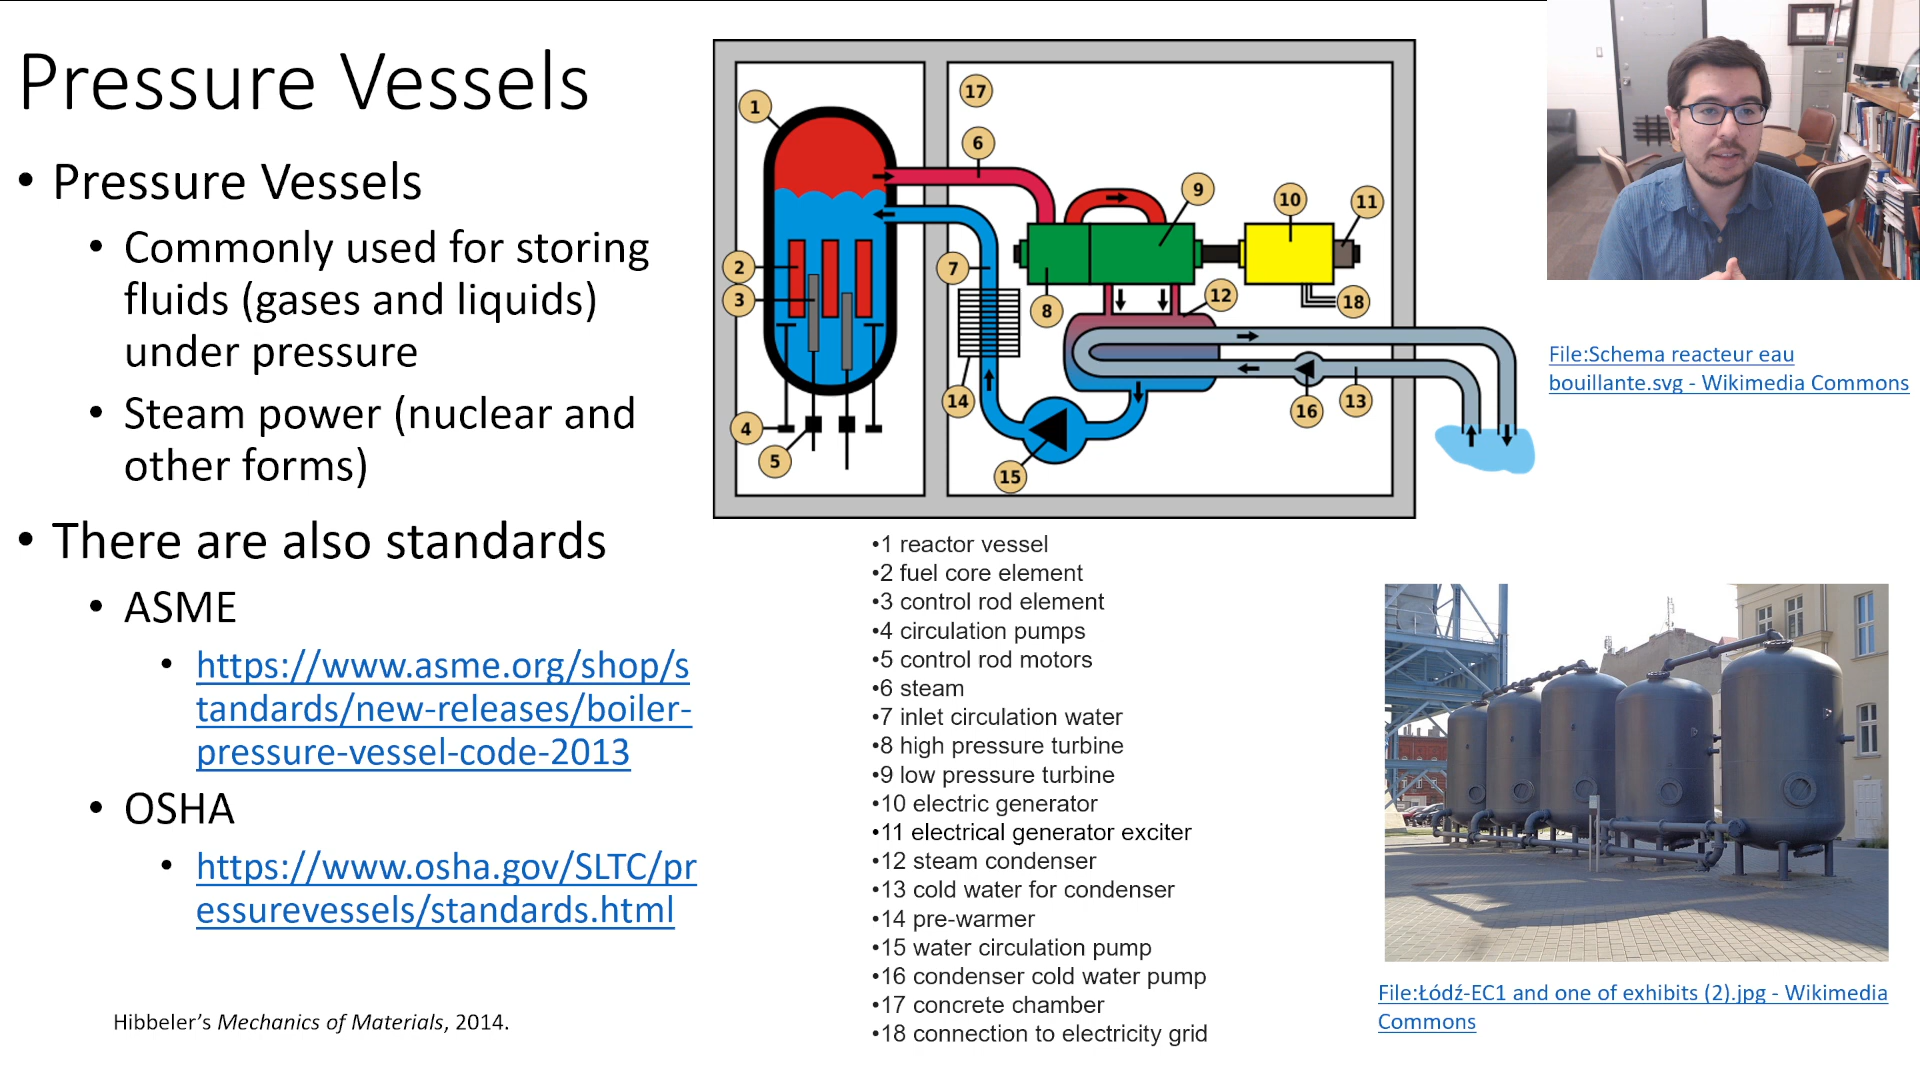 Pressure Vessels
• Pressure Vessels
• Commonly used for storing
fluids (gases and liquids)
under pressure
• Steam power (nuclear and
other forms)
• There are also standards
• ASME
• https://www.asme.org/shop/s
tandards/new-releases/boiler-
pressure-vessel-code-2013
• OSHA
• https://www.osha.gov/SLTC/pr
essurevessels/standards.html
Hibbeler's Mechanics of Materials, 2014.
1
17
6
9
10
11
2
7
3
8
12
18
14
16
13
4
5
15
•1 reactor vessel
•2 fuel core element
•3 control rod element
•4 circulation pumps
•5 control rod motors
•6 steam
•7 inlet circulation water
•8 high pressure turbine
•9 low pressure turbine
•10 electric generator
•11 electrical generator exciter
•12 steam condenser
•13 cold water for condenser
•14 pre-warmer
•15 water circulation pump
•16 condenser cold water pump
•17 concrete chamber
•18 connection to electricity grid
File:Schema reacteur eau
bouillante.svg - Wikimedia Commons
File:Łódź-EC1 and one of exhibits (2).jpg - Wikimedia
Commons